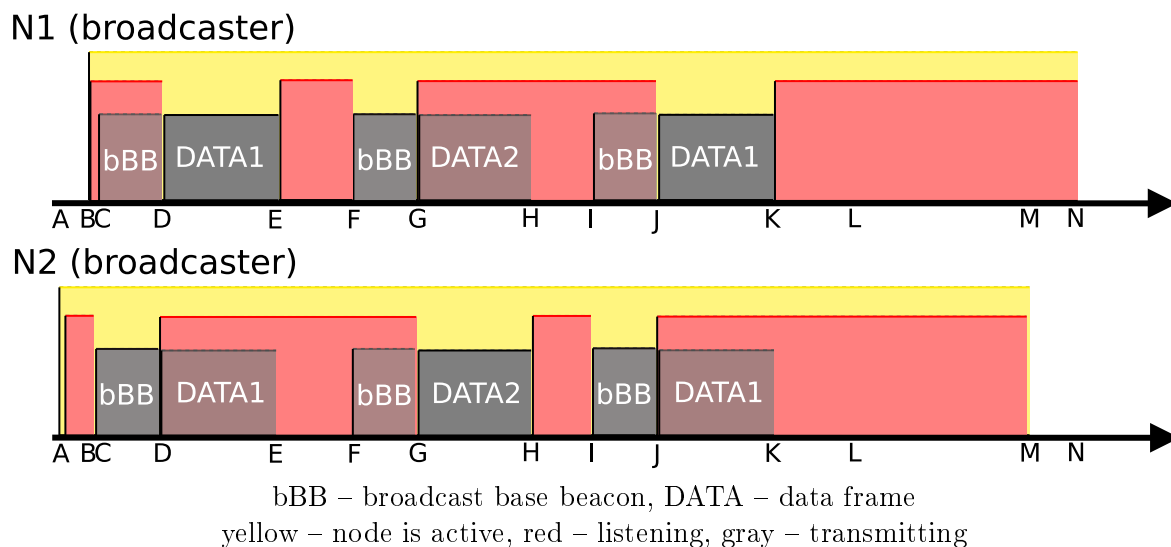 N1 (broadcaster)
bBB DATA1 bBB DATA2 bBB DATA1
A B C D E F G H I J K L M N
N2 (broadcaster)
bBB DATA1 bBB DATA2 bBB DATA1
A B C D E F G H I J K L M N
bBB – broadcast base beacon, DATA – data frame
yellow – node is active, red – listening, gray – transmitting